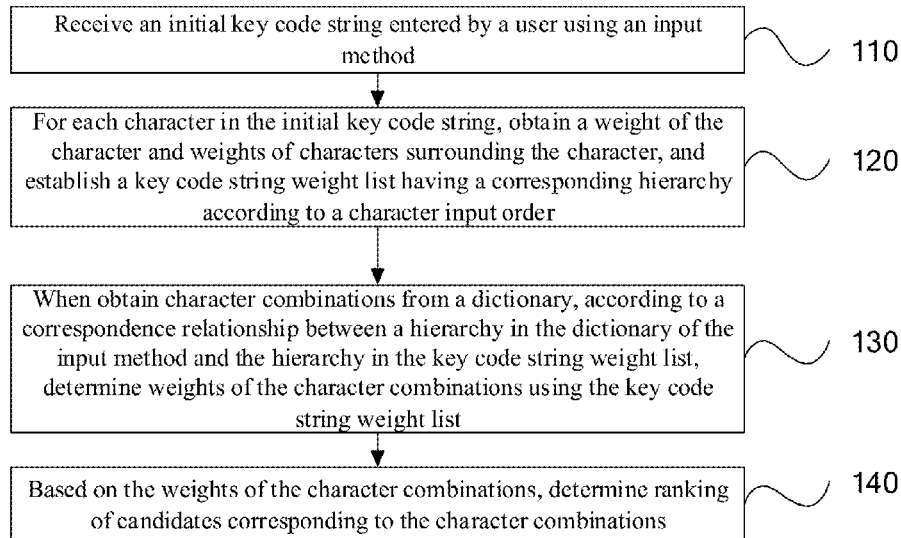 Receive an initial key code string entered by a user using an input
method
110
For each character in the initial key code string, obtain a weight of the
character and weights of characters surrounding the character, and
establish a key code string weight list having a corresponding hierarchy
according to a character input order
120
When obtain character combinations from a dictionary, according to a
correspondence relationship between a hierarchy in the dictionary of the
input method and the hierarchy in the key code string weight list,
determine weights of the character combinations using the key code
string weight list
130
Based on the weights of the character combinations, determine ranking
of candidates corresponding to the character combinations
140